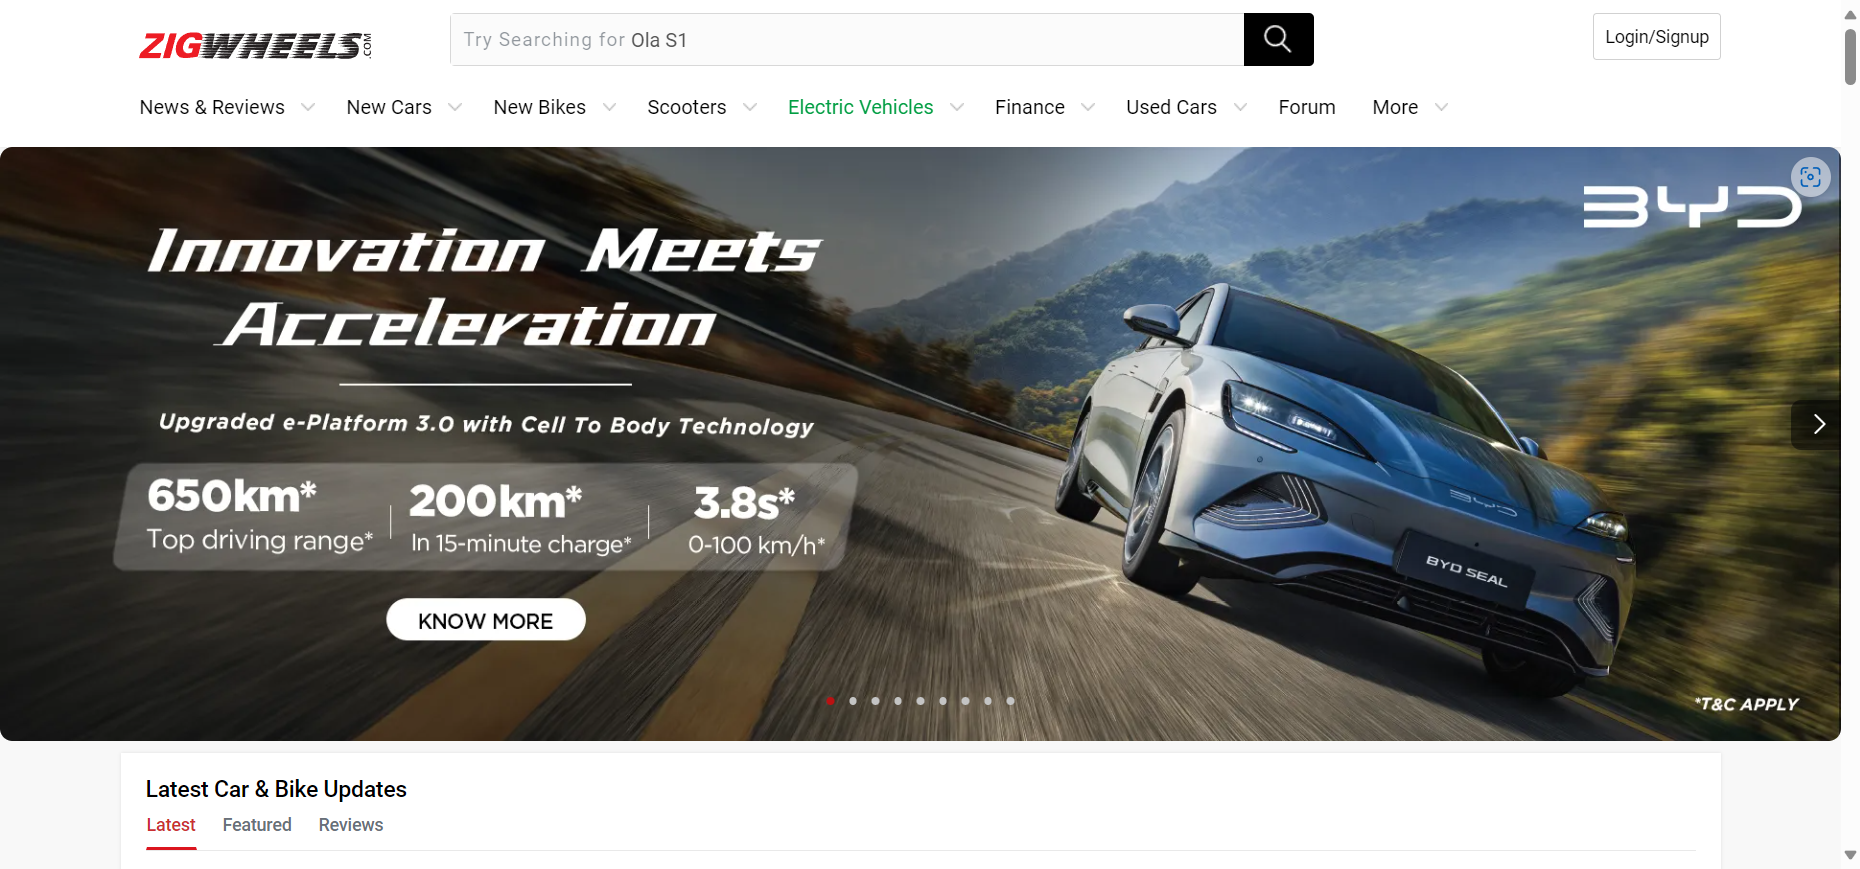 ZIGWHEELS.COM
Try Searching for Ola S1
Login/Signup
News & Reviews New Cars New Bikes Scooters Electric Vehicles Finance Used Cars Forum More
BYD
Innovation Meets
Acceleration
Upgraded e-Platform 3.0 with Cell To Body Technology
650km* 200km* 3.8s*
Top driving range* In 15-minute charge* 0-100 km/h*
KNOW MORE
BYD
BYD SEAL
*T&C APPLY
Latest Car & Bike Updates
Latest Featured Reviews